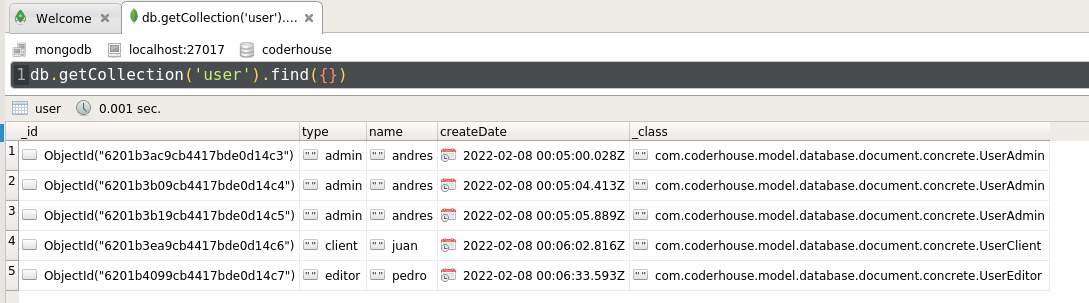 Welcome db.getCollection('user')....
mongodb localhost:27017 coderhouse
1 db.getCollection('user').find({})
user 0.001 sec.
_id type name createDate _class
1 ObjectId("6201b3ac9cb4417bde0d14c3") "" admin "" andres 2022-02-08 00:05:00.028Z "" com.coderhouse.model.database.document.concrete.UserAdmin
2 ObjectId("6201b3b09cb4417bde0d14c4") "" admin "" andres 2022-02-08 00:05:04.413Z "" com.coderhouse.model.database.document.concrete.UserAdmin
3 ObjectId("6201b3b19cb4417bde0d14c5") "" admin "" andres 2022-02-08 00:05:05.889Z "" com.coderhouse.model.database.document.concrete.UserAdmin
4 ObjectId("6201b3ea9cb4417bde0d14c6") "" client "" juan 2022-02-08 00:06:02.816Z "" com.coderhouse.model.database.document.concrete.UserClient
5 ObjectId("6201b4099cb4417bde0d14c7") "" editor "" pedro 2022-02-08 00:06:33.593Z "" com.coderhouse.model.database.document.concrete.UserEditor